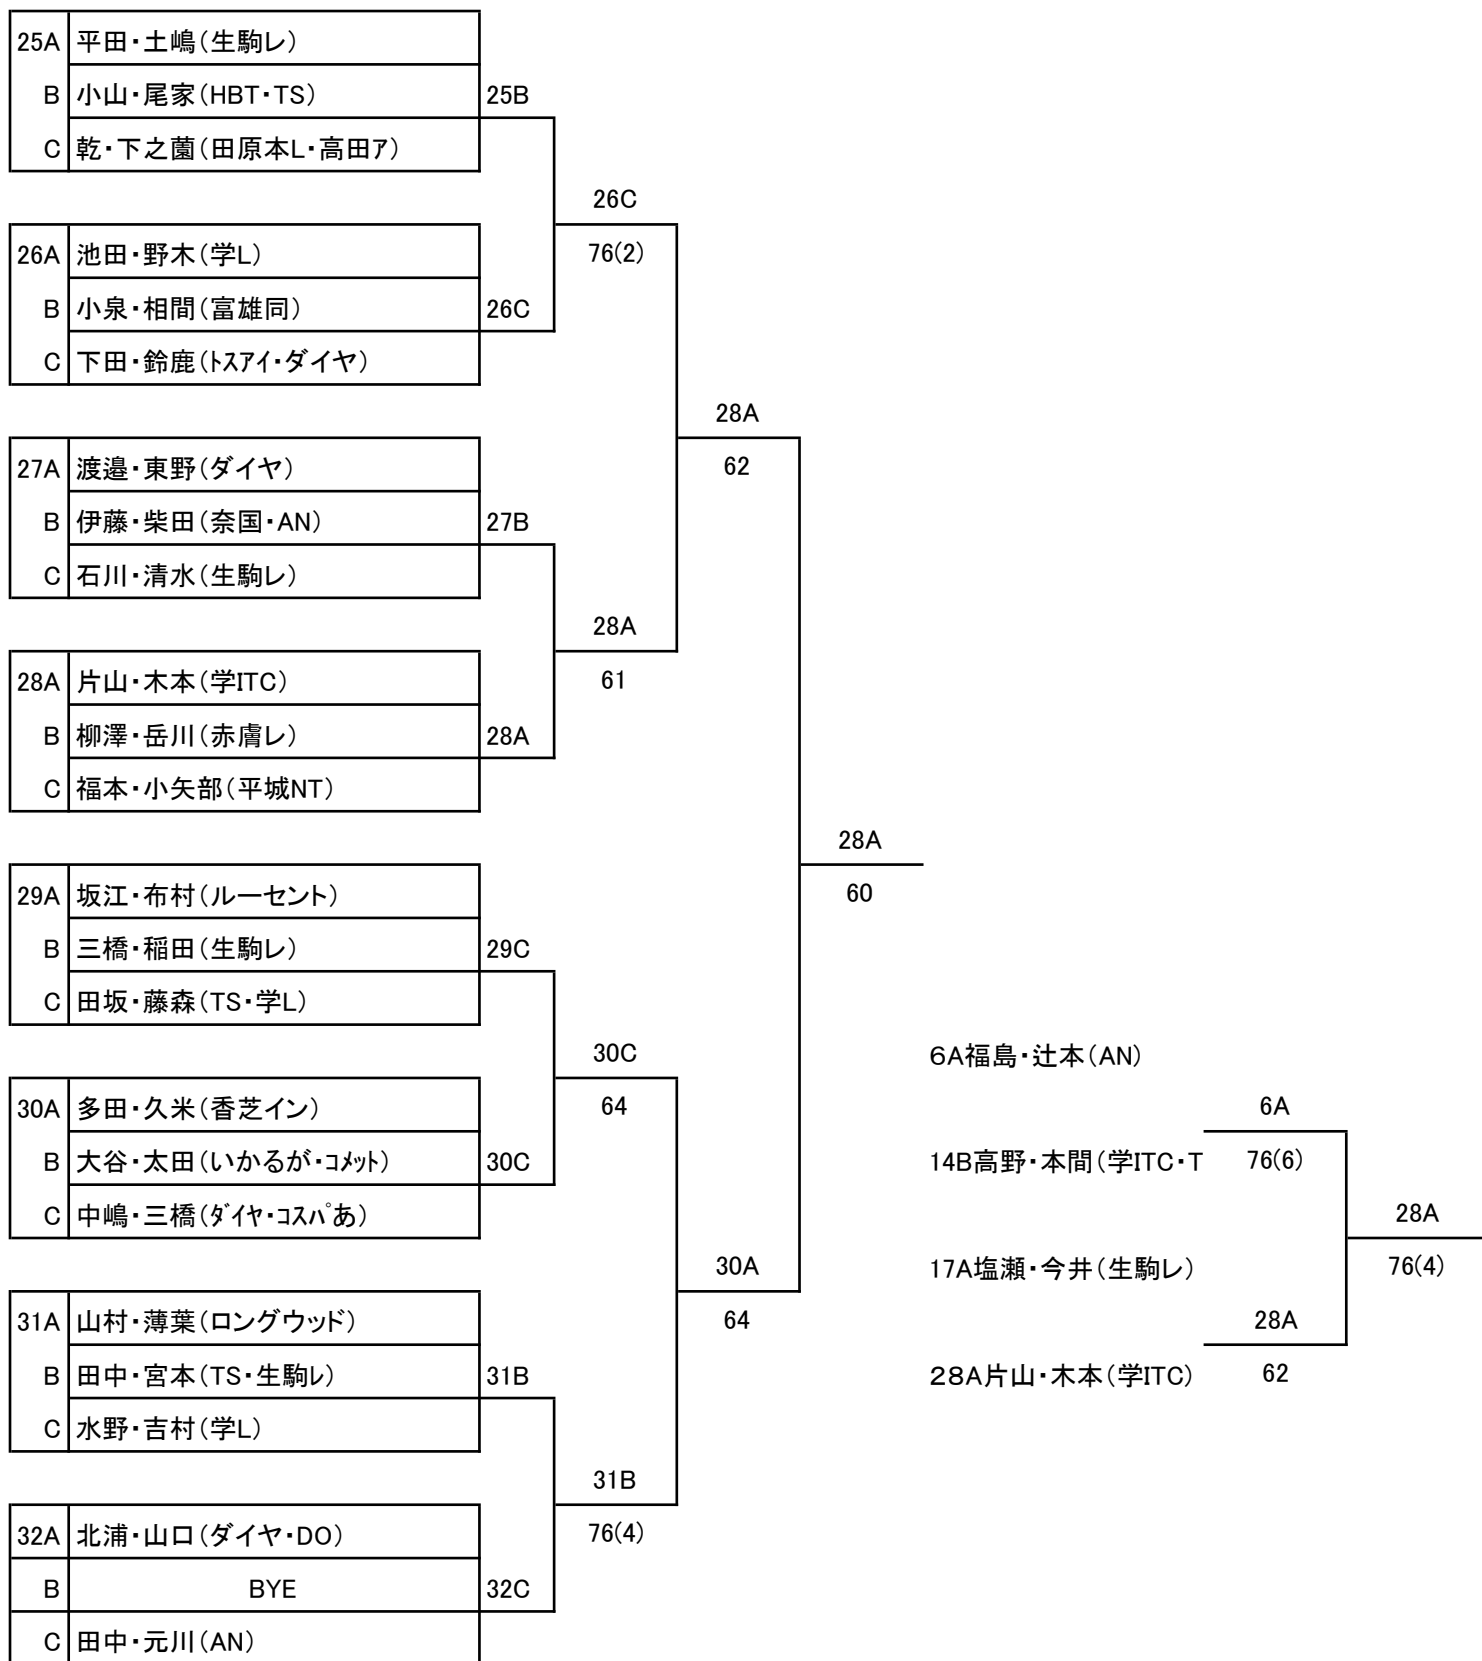 25A 平田・土嶋(生駒レ)
B 小山・尾家(HBT・TS) 25B
C 乾・下之薗(田原本L・高田ア)
26C
26A 池田・野木(学L) 76(2)
B 小泉・相間(富雄同) 26C
C 下田・鈴鹿(トスアイ・ダイヤ)
28A
27A 渡邉・東野(ダイヤ) 62
B 伊藤・柴田(奈国・AN) 27B
C 石川・清水(生駒レ)
28A
28A 片山・木本(学ITC) 61
B 柳澤・岳川(赤膚レ) 28A
C 福本・小矢部(平城NT)
28A
29A 坂江・布村(ルーセント) 60
B 三橋・稲田(生駒レ) 29C
C 田坂・藤森(TS・学L)
30C 6A福島・辻本(AN)
30A 多田・久米(香芝イン) 64 6A
B 大谷・太田(いかるが・コメット) 30C 14B高野・本間(学ITC・T 76(6)
C 中嶋・三橋(ダイヤ・コスパあ) 28A
30A 17A塩瀬・今井(生駒レ) 76(4)
31A 山村・薄葉(ロングウッド) 64 28A
B 田中・宮本(TS・生駒レ) 31B 28A片山・木本(学ITC) 62
C 水野・吉村(学L)
31B
32A 北浦・山口(ダイヤ・DO) 76(4)
B BYE 32C
C 田中・元川(AN)